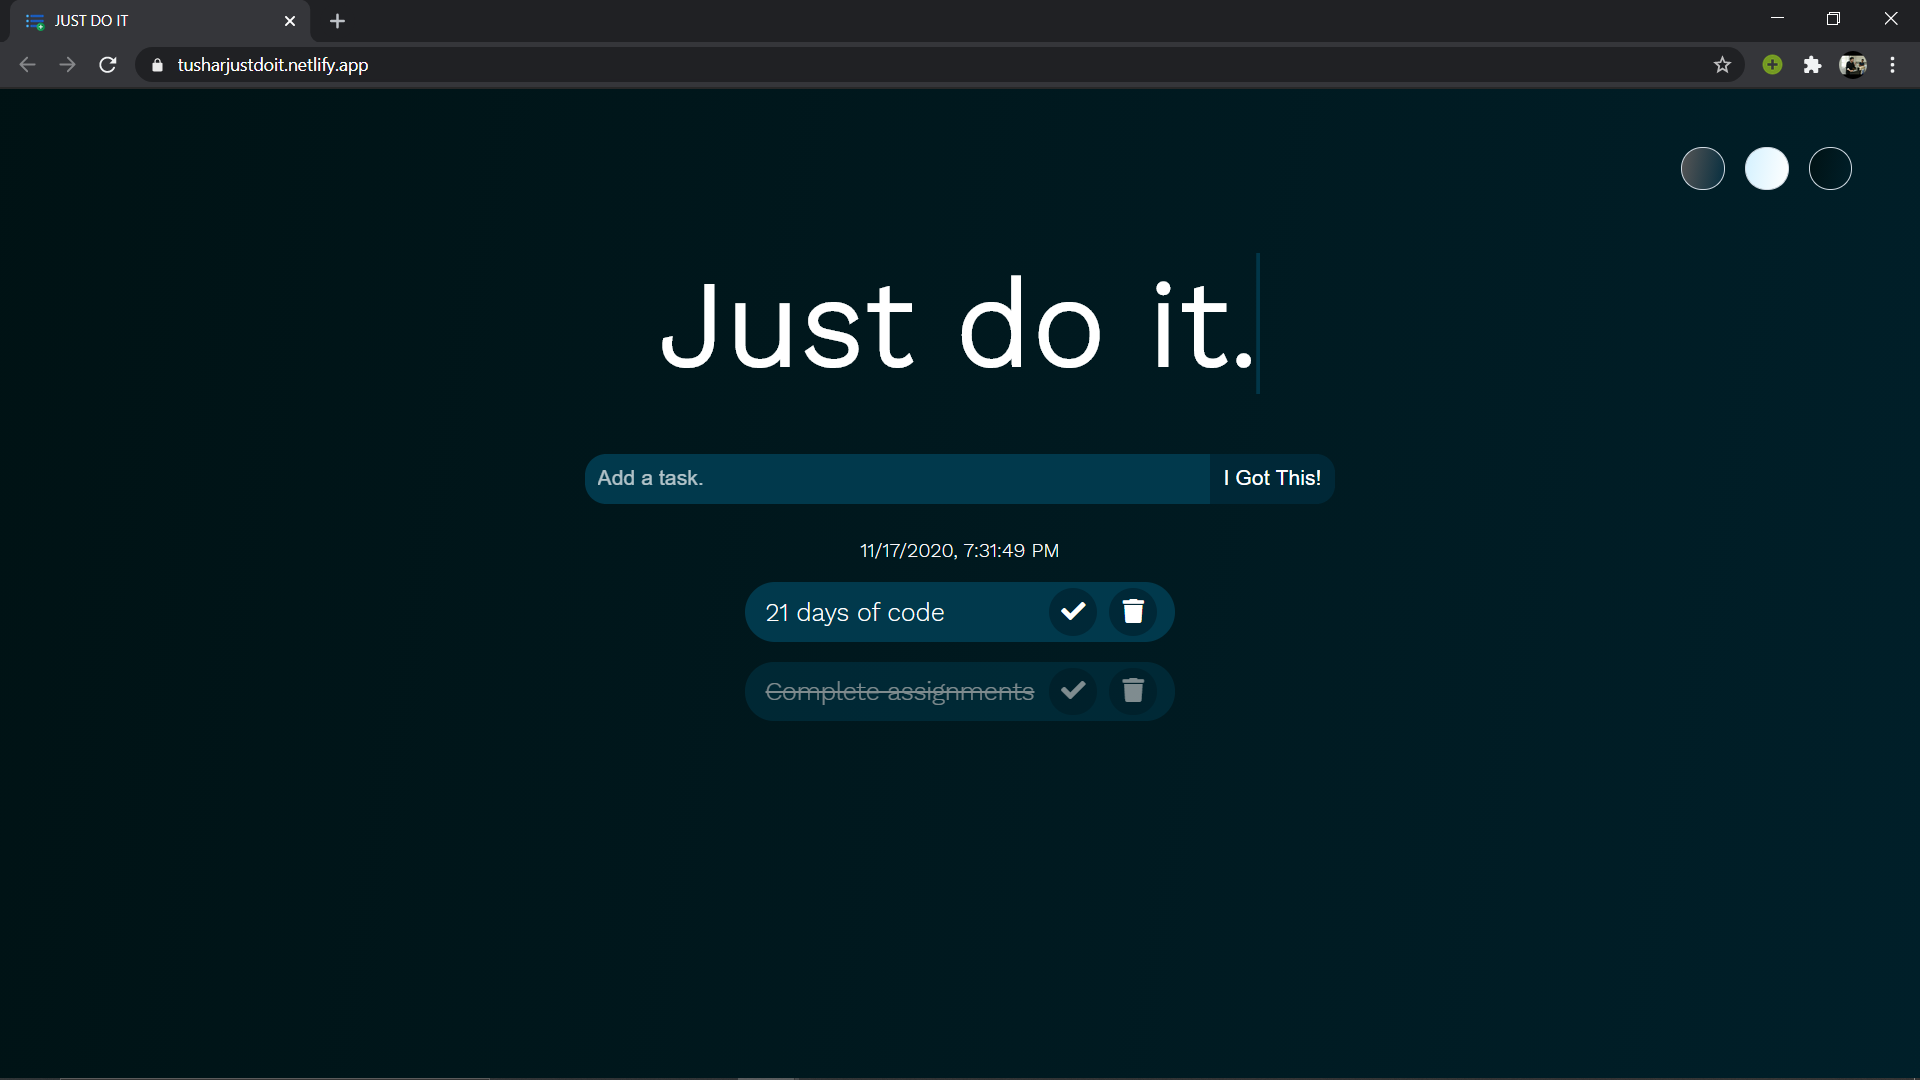 JUST DO IT
tusharjustdoit.netlify.app
Just do it.
Add a task.
I Got This!
11/17/2020, 7:31:49 PM
21 days of code
Complete assignments